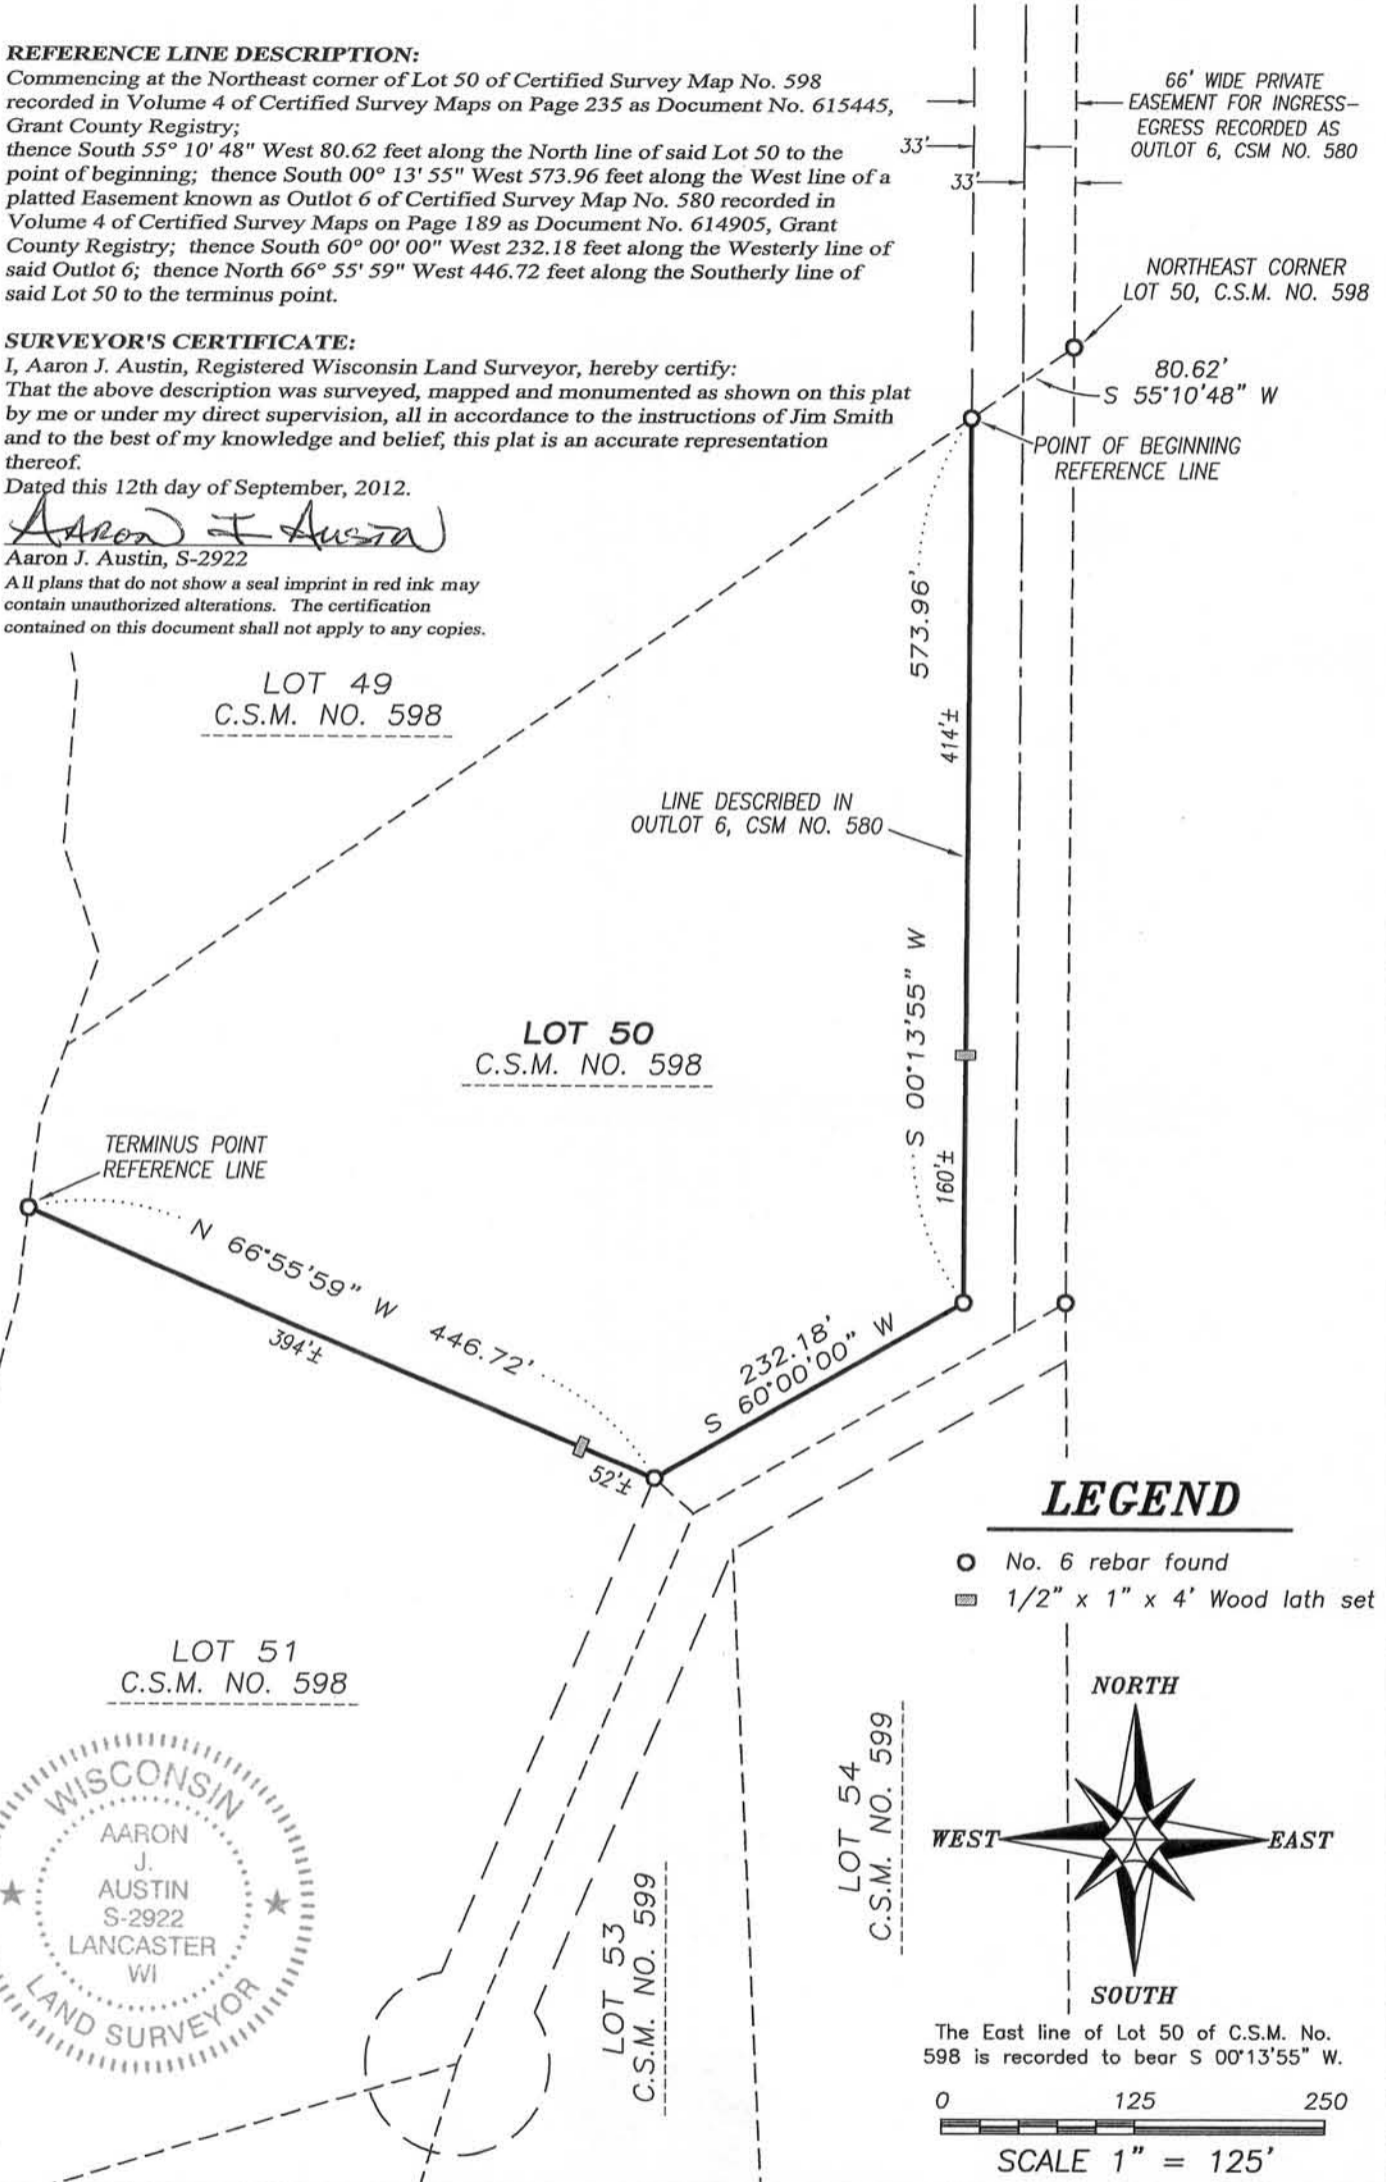 REFERENCE LINE DESCRIPTION:
Commencing at the Northeast corner of Lot 50 of Certified Survey Map No. 598
recorded in Volume 4 of Certified Survey Maps on Page 235 as Document No. 615445,
Grant County Registry;
thence South 55° 10' 48" West 80.62 feet along the North line of said Lot 50 to the
point of beginning; thence South 00° 13' 55" West 573.96 feet along the West line of a
platted Easement known as Outlot 6 of Certified Survey Map No. 580 recorded in
Volume 4 of Certified Survey Maps on Page 189 as Document No. 614905, Grant
County Registry; thence South 60° 00' 00" West 232.18 feet along the Westerly line of
said Outlot 6; thence North 66° 55' 59" West 446.72 feet along the Southerly line of
said Lot 50 to the terminus point.
SURVEYOR'S CERTIFICATE:
I, Aaron J. Austin, Registered Wisconsin Land Surveyor, hereby certify:
That the above description was surveyed, mapped and monumented as shown on this plat
by me or under my direct supervision, all in accordance to the instructions of Jim Smith
and to the best of my knowledge and belief, this plat is an accurate representation
thereof.
Dated this 12th day of September, 2012.
AARON J AUSTIN
Aaron J. Austin, S-2922
All plans that do not show a seal imprint in red ink may
contain unauthorized alterations. The certification
contained on this document shall not apply to any copies.
66' WIDE PRIVATE
EASEMENT FOR INGRESS-
EGRESS RECORDED AS
OUTLOT 6, CSM NO. 580
33'
33'
NORTHEAST CORNER
LOT 50, C.S.M. NO. 598
80.62'
S 55°10'48" W
POINT OF BEGINNING
REFERENCE LINE
573.96'
414'±
LOT 49
C.S.M. NO. 598
LINE DESCRIBED IN
OUTLOT 6, CSM NO. 580
S 00°13'55" W
160'±
LOT 50
C.S.M. NO. 598
TERMINUS POINT
REFERENCE LINE
N 66°55'59" W 446.72'
394'±
52'±
232.18'
S 60°00'00" W
LEGEND
No. 6 rebar found
1/2" x 1" x 4' Wood lath set
LOT 51
C.S.M. NO. 598
LOT 53
C.S.M. NO. 599
LOT 54
C.S.M. NO. 599
WISCONSIN
AARON
J.
AUSTIN
S-2922
LANCASTER
WI
LAND SURVEYOR
NORTH
WEST
EAST
SOUTH
The East line of Lot 50 of C.S.M. No.
598 is recorded to bear S 00°13'55" W.
0 125 250
SCALE 1" = 125'